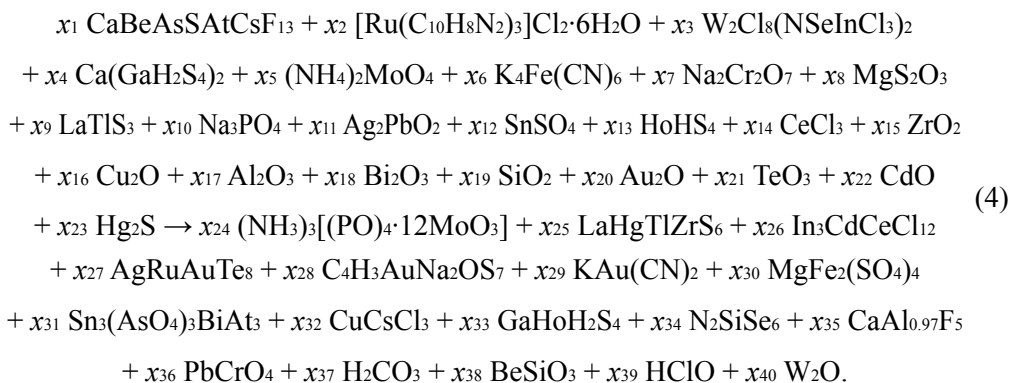 x₁ CaBeAsSAtCsF₁₃ + x₂ [Ru(C₁₀H₈N₂)₃]Cl₂·6H₂O + x₃ W₂Cl₈(NSeInCl₃)₂
+ x₄ Ca(GaH₂S₄)₂ + x₅ (NH₄)₂MoO₄ + x₆ K₄Fe(CN)₆ + x₇ Na₂Cr₂O₇ + x₈ MgS₂O₃
+ x₉ LaTlS₃ + x₁₀ Na₃PO₄ + x₁₁ Ag₂PbO₂ + x₁₂ SnSO₄ + x₁₃ HoHS₄ + x₁₄ CeCl₃ + x₁₅ ZrO₂
+ x₁₆ Cu₂O + x₁₇ Al₂O₃ + x₁₈ Bi₂O₃ + x₁₉ SiO₂ + x₂₀ Au₂O + x₂₁ TeO₃ + x₂₂ CdO
+ x₂₃ Hg₂S → x₂₄ (NH₃)₃[(PO)₄·12MoO₃] + x₂₅ LaHgTlZrS₆ + x₂₆ In₃CdCeCl₁₂ (4)
+ x₂₇ AgRuAuTe₈ + x₂₈ C₄H₃AuNa₂OS₇ + x₂₉ KAu(CN)₂ + x₃₀ MgFe₂(SO₄)₄
+ x₃₁ Sn₃(AsO₄)₃BiAt₃ + x₃₂ CuCsCl₃ + x₃₃ GaHoH₂S₄ + x₃₄ N₂SiSe₆ + x₃₅ CaAl₀.₉₇F₅
+ x₃₆ PbCrO₄ + x₃₇ H₂CO₃ + x₃₈ BeSiO₃ + x₃₉ HClO + x₄₀ W₂O.